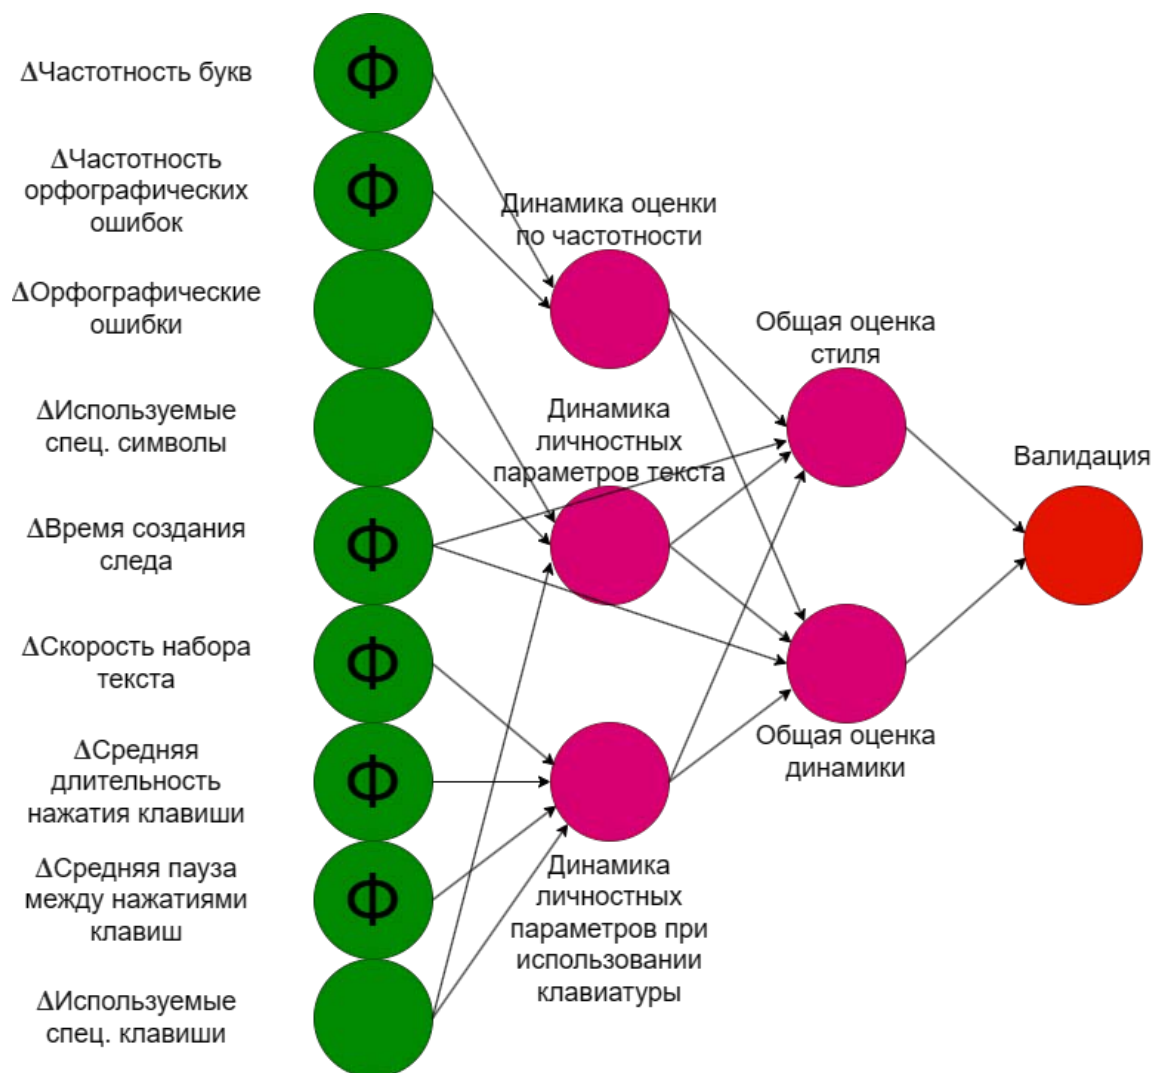 ΔЧастотность букв
Ф
ΔЧастотность
орфографических
ошибок
Ф
ΔОрфографические
ошибки
ΔИспользуемые
спец. символы
ΔВремя создания
следа
Ф
ΔСкорость набора
текста
Ф
ΔСредняя
длительность
нажатия клавиши
Ф
ΔСредняя пауза
между нажатиями
клавиш
Ф
ΔИспользуемые
спец. клавиши
Динамика оценки
по частотности
Динамика
личностных
параметров текста
Динамика
личностных
параметров при
использовании
клавиатуры
Общая оценка
стиля
Общая оценка
динамики
Валидация